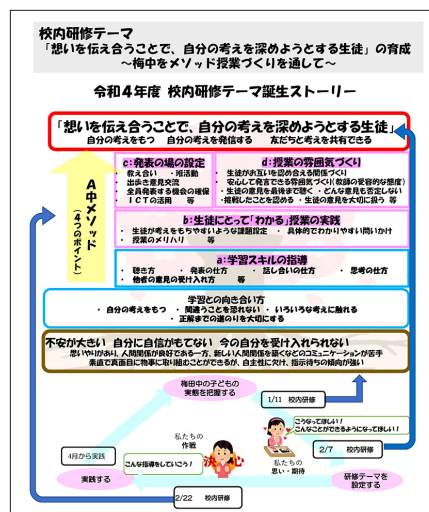 校内研修テーマ
「想いを伝え合うことで、自分の考えを深めようとする生徒」の育成
～梅中をメソッド授業づくりを通して～
令和4年度 校内研修テーマ誕生ストーリー
「想いを伝え合うことで、自分の考えを深めようとする生徒」
自分の考えをもつ 自分の考えを発信する 友だちと考えを共有できる
A中メソッド
(4つのポイント)
c:発表の場の設定
・教え合い ・班活動
・出歩き意見交流
・全員発表する機会の確保
・ICTの活用 等
d:授業の雰囲気づくり
・生徒がお互いを認め合える関係づくり
・安心して発言できる雰囲気づくり(教師の受容的な態度)
・生徒の意見を最後まで聴く ・どんな意見も否定しない
・挑戦したことを認める ・生徒の意見を大切に扱う 等
b:生徒にとって「わかる」授業の実践
・生徒が考えをもちやすいような課題設定 ・具体的でわかりやすい問いかけ
・授業のメリハリ 等
a:学習スキルの指導
・聴き方 ・発表の仕方 ・話し合いの仕方 ・思考の仕方
・他者の意見の受け入れ方 等
学習との向き合い方
・自分の考えをもつ ・間違うことを恐れない ・いろいろな考えに触れる
・正解までの道のりを大切にする
不安が大きい 自分に自信がもてない 今の自分を受け入れられない
思いやりがあり、人間関係が良好である一方、新しい人間関係を築くなどのコミュニケーションが苦手
素直で真面目に物事に取り組むことができるが、自主性に欠け、指示待ちの傾向が強い
梅田中の子どもの
実態を把握する
1/11 校内研修
こうなってほしい!
こんなことができるようになってほしい!
2/7 校内研修
私たちの
思い・期待
研修テーマを
設定する
私たちの
作戦
決心
こんな指導をしていこう!
4月から実践
実践する
2/22 校内研修